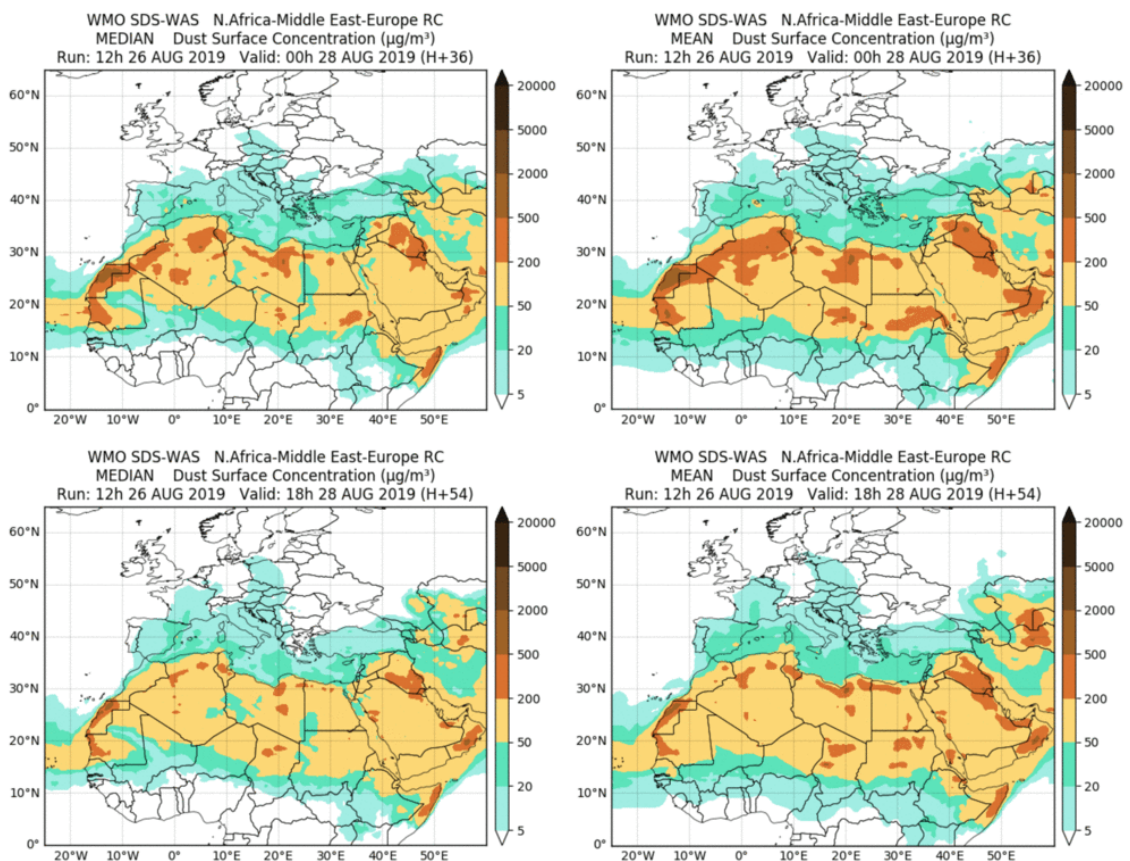 WMO SDS-WAS   N.Africa-Middle East-Europe RC
MEDIAN    Dust Surface Concentration (µg/m³)
Run: 12h 26 AUG 2019   Valid: 00h 28 AUG 2019 (H+36)
60°N
50°N
40°N
30°N
20°N
10°N
0°
20°W 10°W 0° 10°E 20°E 30°E 40°E 50°E
20000
5000
2000
500
200
50
20
5
WMO SDS-WAS   N.Africa-Middle East-Europe RC
MEAN    Dust Surface Concentration (µg/m³)
Run: 12h 26 AUG 2019   Valid: 00h 28 AUG 2019 (H+36)
60°N
50°N
40°N
30°N
20°N
10°N
0°
20°W 10°W 0° 10°E 20°E 30°E 40°E 50°E
20000
5000
2000
500
200
50
20
5
WMO SDS-WAS   N.Africa-Middle East-Europe RC
MEDIAN    Dust Surface Concentration (µg/m³)
Run: 12h 26 AUG 2019   Valid: 18h 28 AUG 2019 (H+54)
60°N
50°N
40°N
30°N
20°N
10°N
0°
20°W 10°W 0° 10°E 20°E 30°E 40°E 50°E
20000
5000
2000
500
200
50
20
5
WMO SDS-WAS   N.Africa-Middle East-Europe RC
MEAN    Dust Surface Concentration (µg/m³)
Run: 12h 26 AUG 2019   Valid: 18h 28 AUG 2019 (H+54)
60°N
50°N
40°N
30°N
20°N
10°N
0°
20°W 10°W 0° 10°E 20°E 30°E 40°E 50°E
20000
5000
2000
500
200
50
20
5